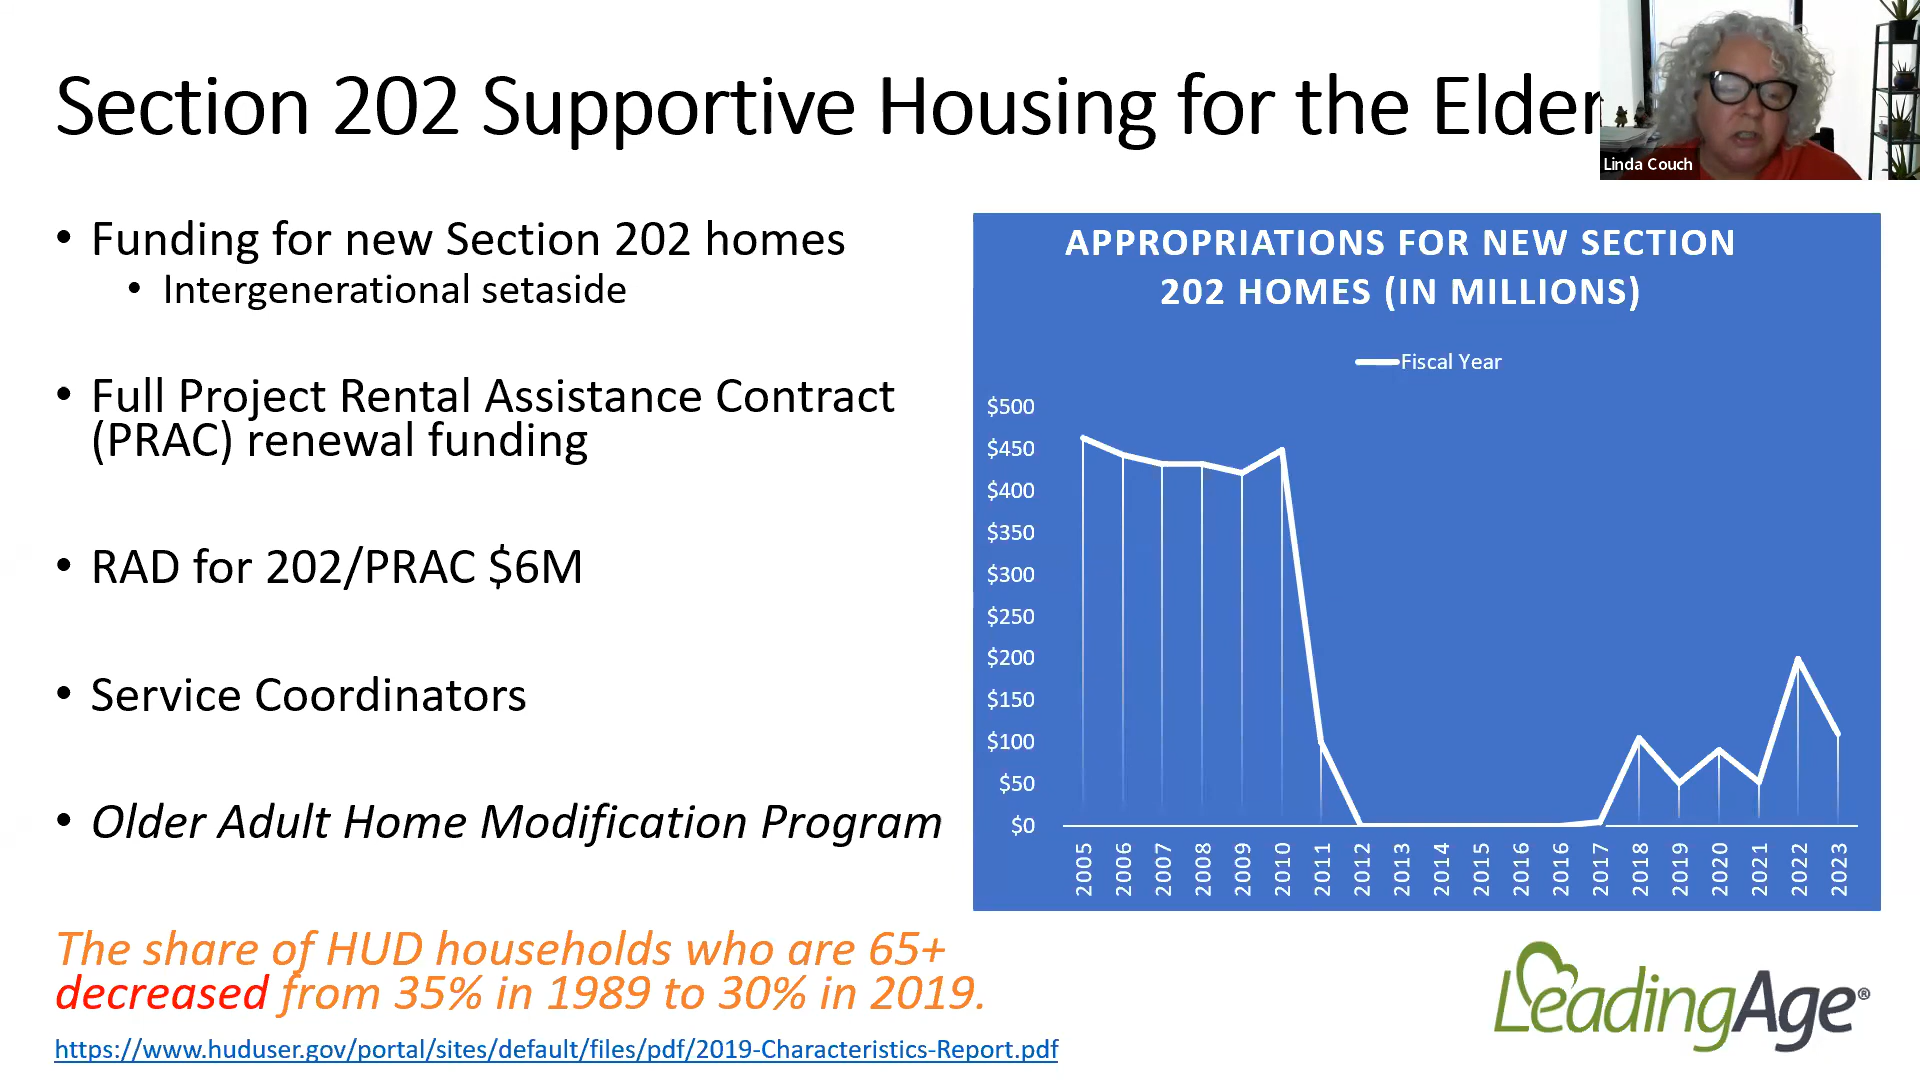 Section 202 Supportive Housing for the Elder
Linda Couch
• Funding for new Section 202 homes
• Intergenerational setaside
• Full Project Rental Assistance Contract
(PRAC) renewal funding
• RAD for 202/PRAC $6M
• Service Coordinators
• Older Adult Home Modification Program
The share of HUD households who are 65+
decreased from 35% in 1989 to 30% in 2019.
https://www.huduser.gov/portal/sites/default/files/pdf/2019-Characteristics-Report.pdf
APPROPRIATIONS FOR NEW SECTION
202 HOMES (IN MILLIONS)
Fiscal Year
$500
$450
$400
$350
$300
$250
$200
$150
$100
$50
$0
2005 2006 2007 2008 2009 2010 2011 2012 2013 2014 2015 2016 2016 2017 2018 2019 2020 2021 2022 2023
LeadingAge®